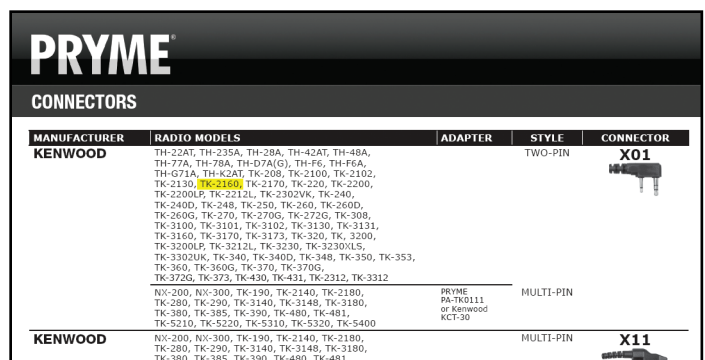 PRYME®
CONNECTORS
MANUFACTURER RADIO MODELS ADAPTER STYLE CONNECTOR
KENWOOD TH-22AT, TH-235A, TH-28A, TH-42AT, TH-48A, TWO-PIN X01
TH-77A, TH-78A, TH-D7A(G), TH-F6, TH-F6A,
TH-G71A, TH-K2AT, TK-208, TK-2100, TK-2102,
TK-2130, TK-2160, TK-2170, TK-220, TK-2200,
TK-2200LP, TK-2212L, TK-2302VK, TK-240,
TK-240D, TK-248, TK-250, TK-260, TK-260D,
TK-260G, TK-270, TK-270G, TK-272G, TK-308,
TK-3100, TK-3101, TK-3102, TK-3130, TK-3131,
TK-3160, TK-3170, TK-3173, TK-320, TK, 3200,
TK-3200LP, TK-3212L, TK-3230, TK-3230XLS,
TK-3302UK, TK-340, TK-340D, TK-348, TK-350, TK-353,
TK-360, TK-360G, TK-370, TK-370G,
TK-372G, TK-373, TK-430, TK-431, TK-2312, TK-3312
NX-200, NX-300, TK-190, TK-2140, TK-2180, PRYME MULTI-PIN
TK-280, TK-290, TK-3140, TK-3148, TK-3180, PA-TK0111
TK-380, TK-385, TK-390, TK-480, TK-481, or Kenwood
TK-5210, TK-5220, TK-5310, TK-5320, TK-5400 KCT-30
KENWOOD NX-200, NX-300, TK-190, TK-2140, TK-2180, MULTI-PIN X11
TK-280, TK-290, TK-3140, TK-3148, TK-3180,
TK-380, TK-385, TK-390, TK-480, TK-481,